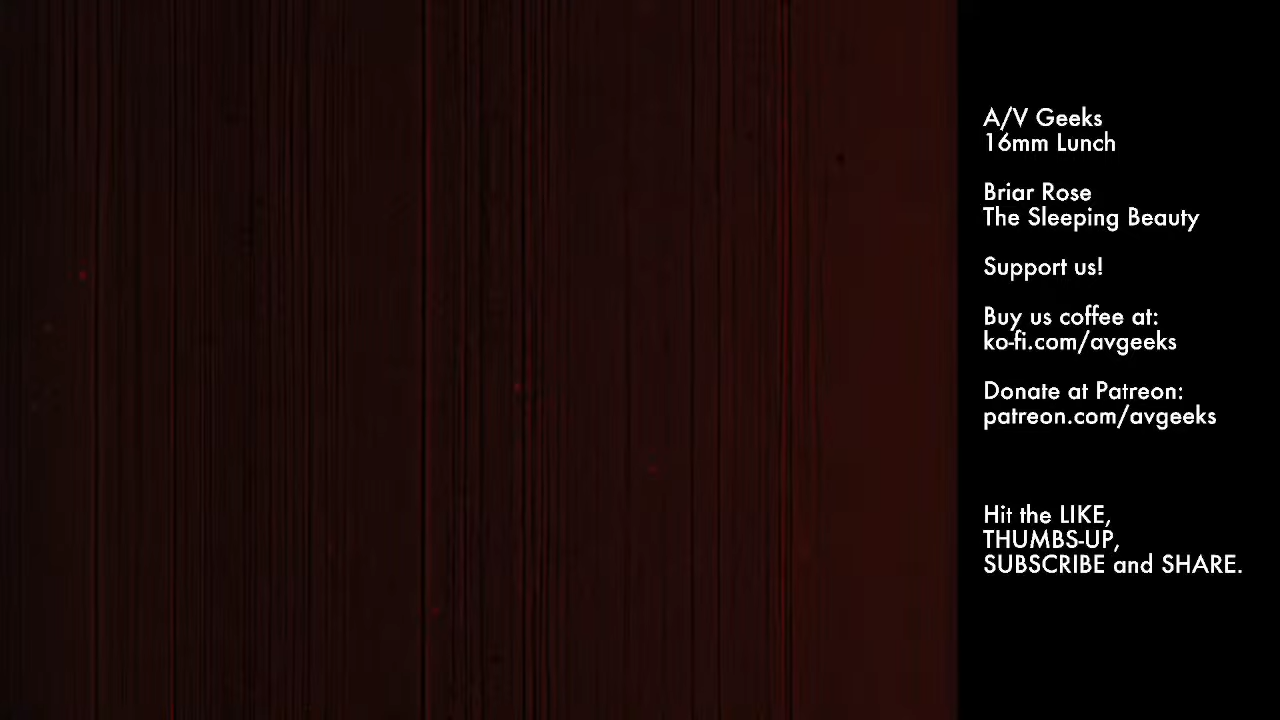 A/V Geeks
16mm Lunch
Briar Rose
The Sleeping Beauty
Support us!
Buy us coffee at:
ko-fi.com/avgeeks
Donate at Patreon:
patreon.com/avgeeks
Hit the LIKE,
THUMBS-UP,
SUBSCRIBE and SHARE.